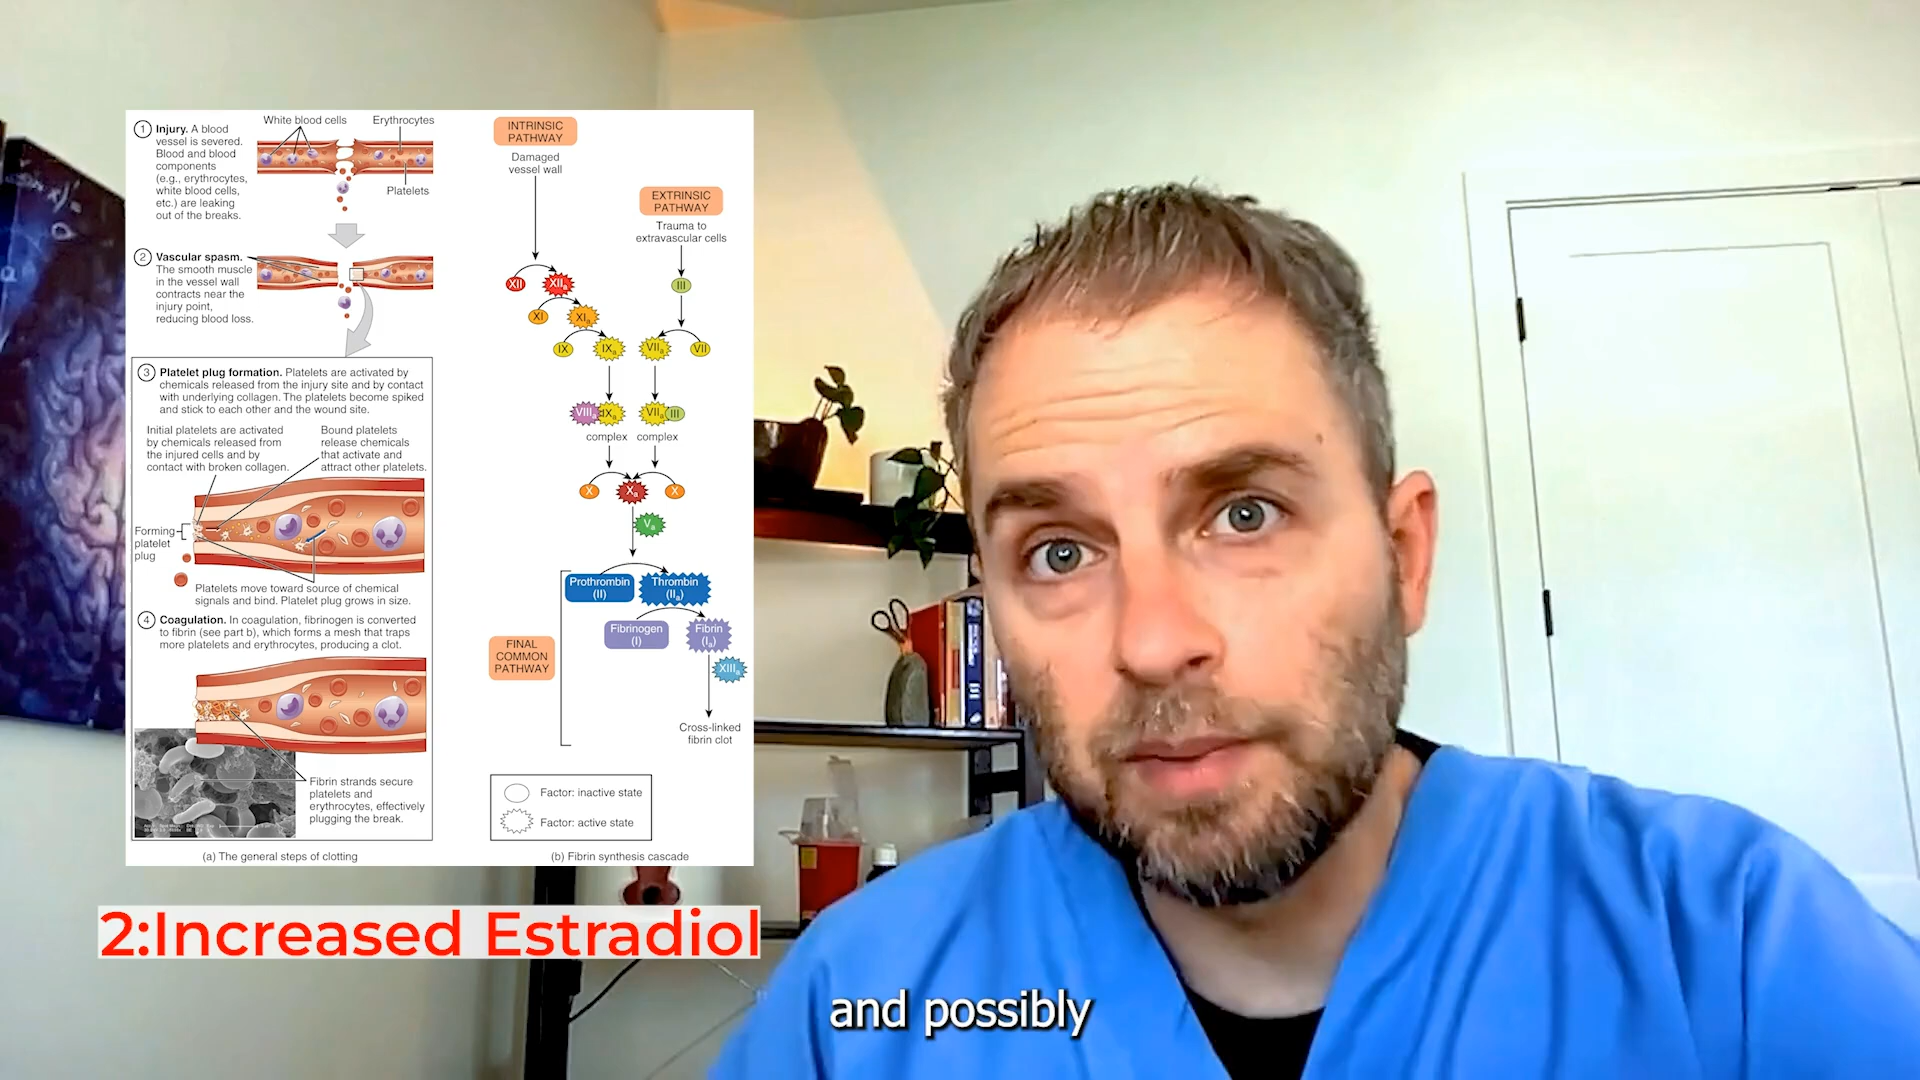 White blood cells
Erythrocytes
1 Injury. A blood
vessel is severed.
Blood and blood
components
(e.g., erythrocytes,
white blood cells,
etc.) are leaking
out of the breaks.
Platelets
2 Vascular spasm.
The smooth muscle
in the vessel wall
contracts near the
injury point,
reducing blood loss.
3 Platelet plug formation. Platelets are activated by
chemicals released from the injury site and by contact
with underlying collagen. The platelets become spiked
and stick to each other and the wound site.
Initial platelets are activated
by chemicals released from
the injured cells and by
contact with broken collagen.
Bound platelets
release chemicals
that activate and
attract other platelets.
Forming
platelet
plug
Platelets move toward source of chemical
signals and bind. Platelet plug grows in size.
4 Coagulation. In coagulation, fibrinogen is converted
to fibrin (see part b), which forms a mesh that traps
more platelets and erythrocytes, producing a clot.
Fibrin strands secure
platelets and
erythrocytes, effectively
plugging the break.
(a) The general steps of clotting
INTRINSIC
PATHWAY
Damaged
vessel wall
EXTRINSIC
PATHWAY
Trauma to
extravascular cells
XII XIIa
III
XI XIa
IX IXa VIIa VII
VIIIa IXa VIIa III
complex complex
X Xa X
Va
Prothrombin
(II)
Thrombin
(IIa)
Fibrinogen
(I)
Fibrin
(Ia)
FINAL
COMMON
PATHWAY
XIIIa
Cross-linked
fibrin clot
Factor: inactive state
Factor: active state
(b) Fibrin synthesis cascade
2:Increased Estradiol
and possibly